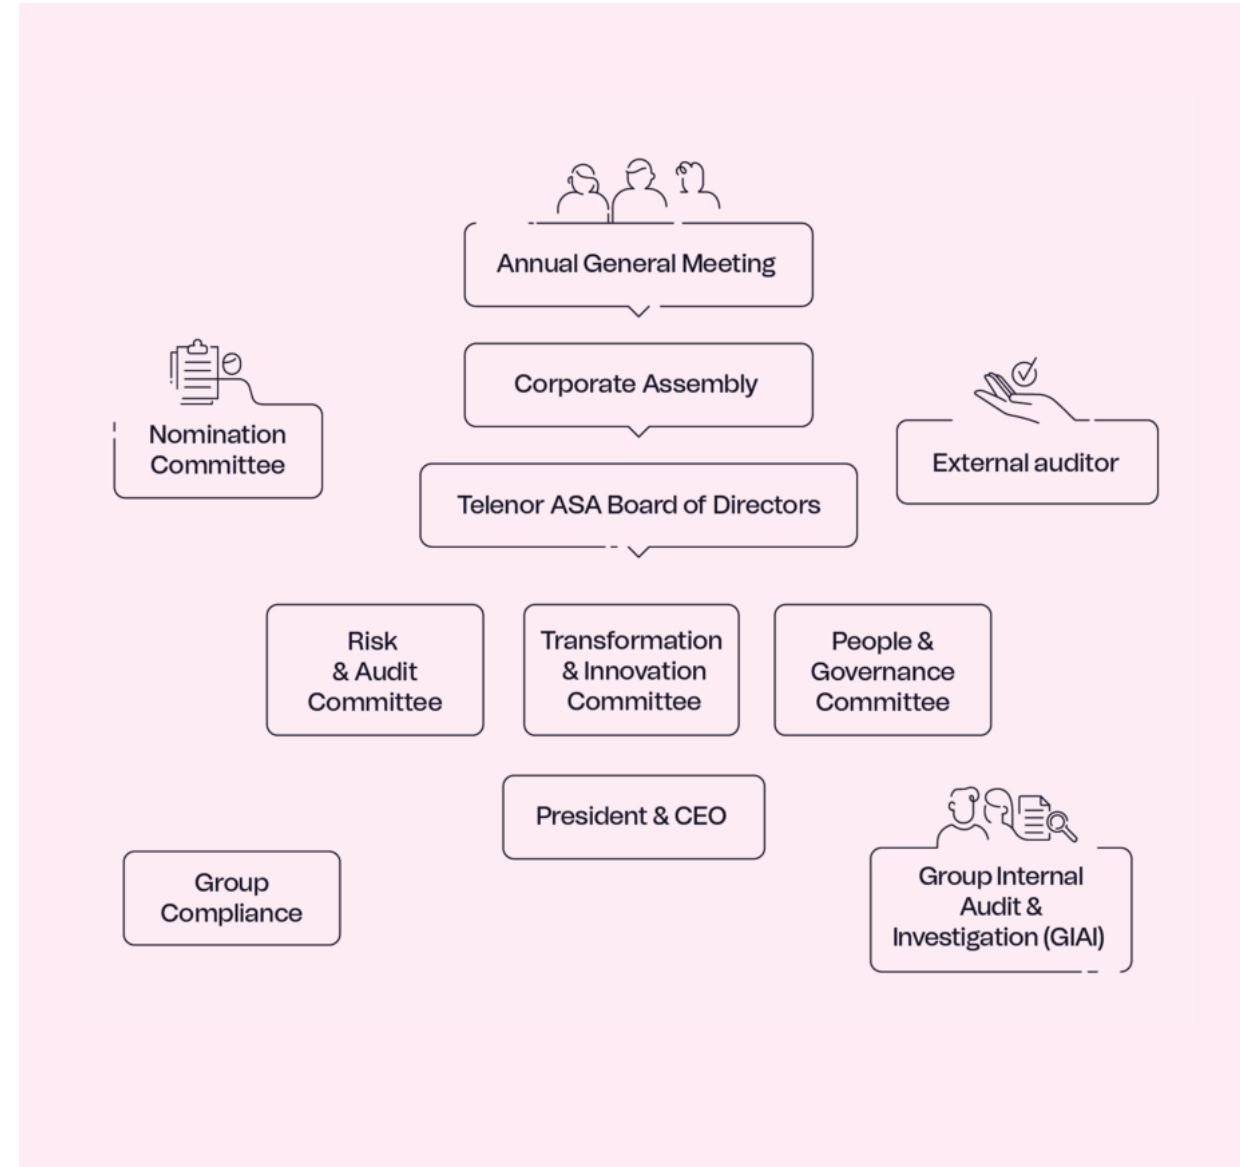 Annual General Meeting
Corporate Assembly
Nomination
Committee
External auditor
Telenor ASA Board of Directors
Risk
& Audit
Committee
Transformation
& Innovation
Committee
People &
Governance
Committee
President & CEO
Group
Compliance
Group Internal
Audit &
Investigation (GIAI)